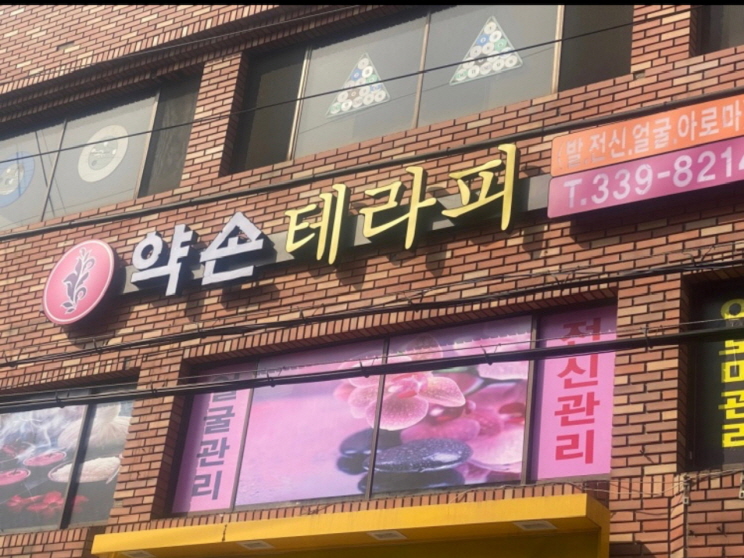 발,전신,얼굴,아로마
T.339-8214
약손 테라피
얼굴관리
전신관리